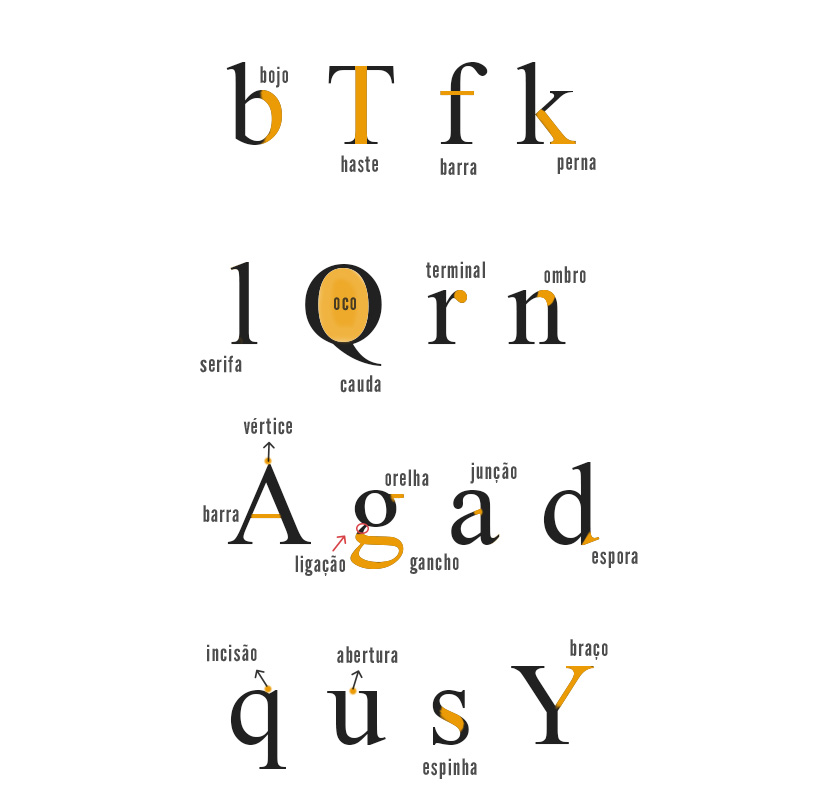 bojo
b T f k
haste barra perna
terminal ombro
l Q r n
oco
serifa cauda
vértice
orelha junção
A g a d
barra
ligação gancho espora
incisão abertura braço
q u s Y
espinha